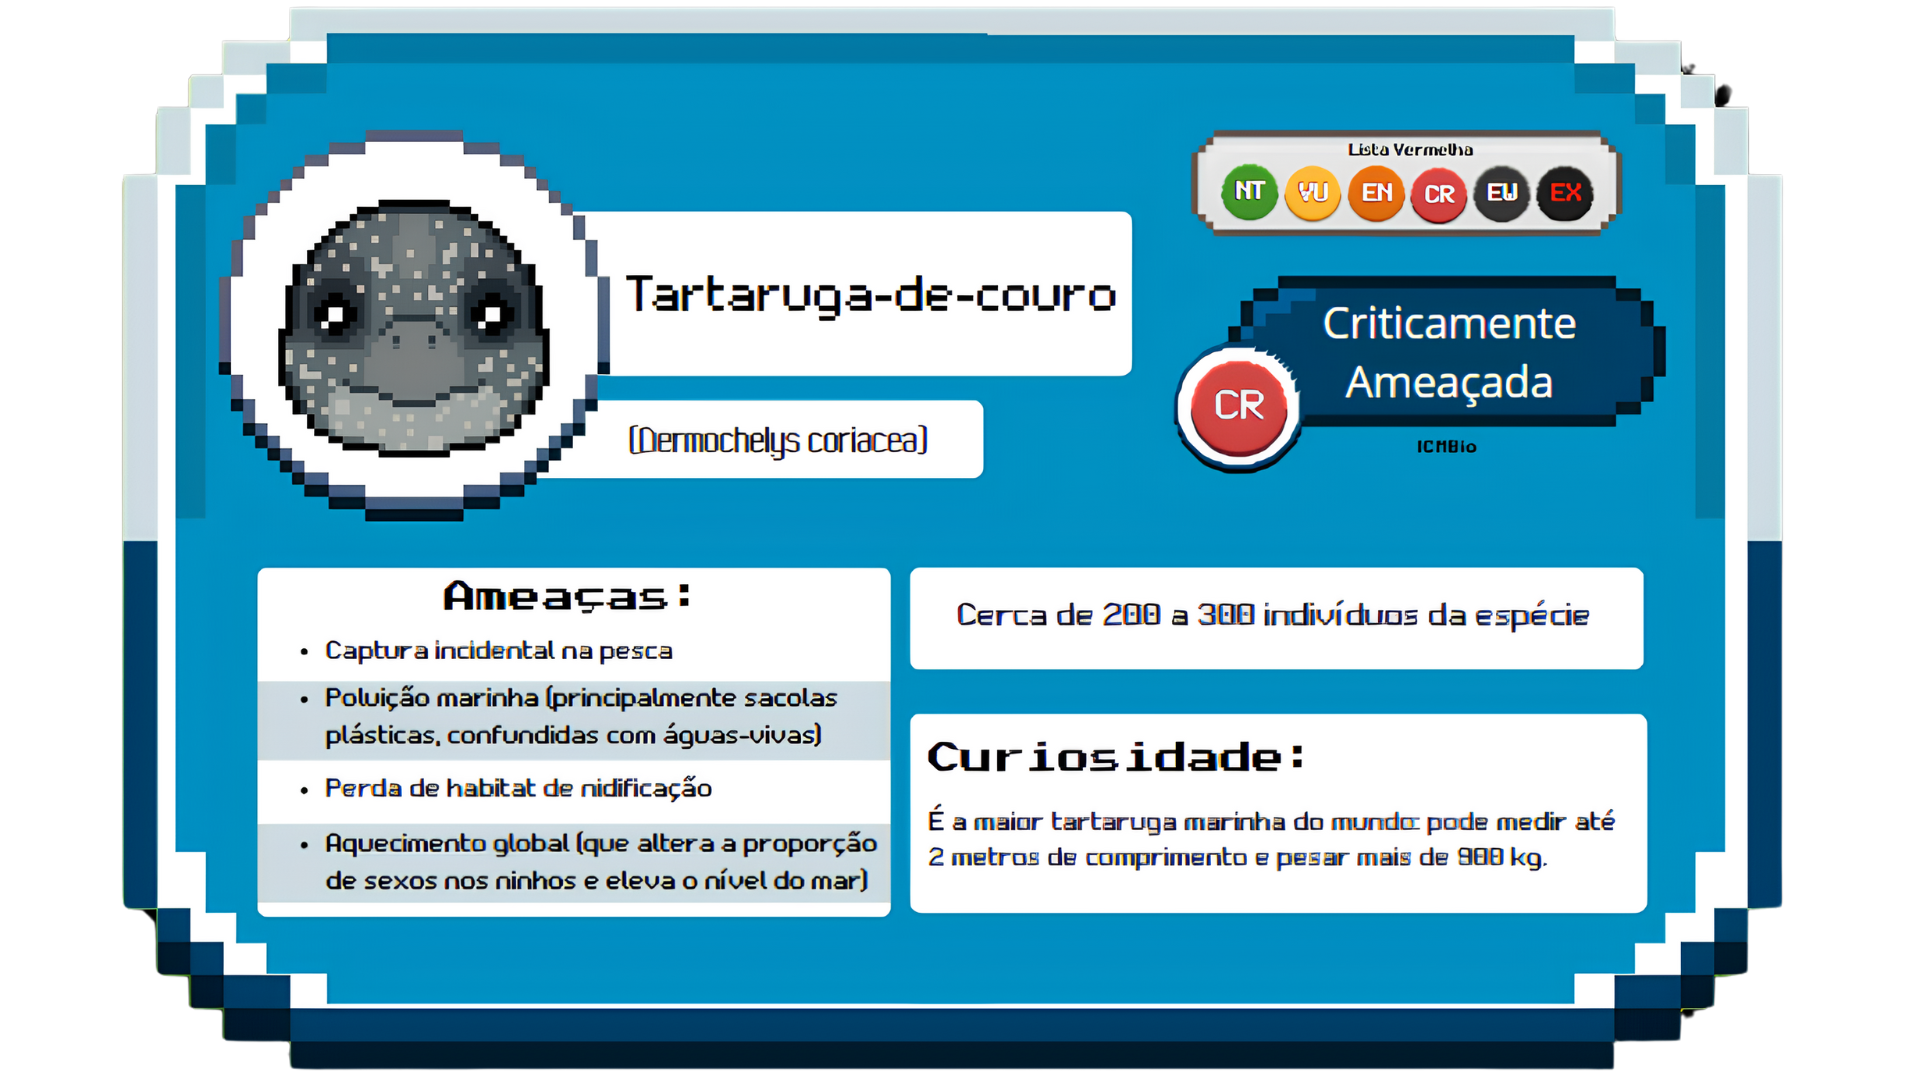 Lista Vermelha
NT VU EN CR EW EX
Tartaruga-de-couro
Criticamente
Ameaçada
CR
(Dermochelys coriacea)
ICMBio
Ameaças:
• Captura incidental na pesca
• Poluição marinha (principalmente sacolas
plásticas, confundidas com águas-vivas)
• Perda de habitat de nidificação
• Aquecimento global (que altera a proporção
de sexos nos ninhos e eleva o nível do mar)
Cerca de 200 a 300 indivíduos da espécie
Curiosidade:
É a maior tartaruga marinha do mundo: pode medir até
2 metros de comprimento e pesar mais de 900 kg.